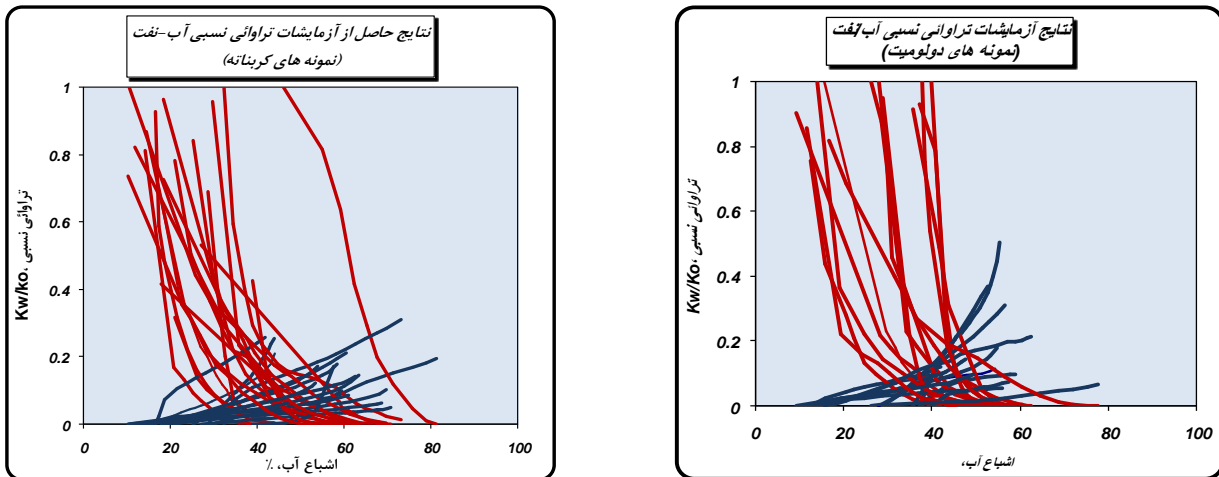 نتایج حاصل از آزمایشات تراوائی نسبی آب-نفت
(نمونه های کربناته)
1
0.8
0.6
0.4
0.2
0
تراوائی نسبی ،Kw/ko
0 20 40 60 80 100
اشباع آب، ٪
نتایج آزمایشات تراوائی نسبی آب/نفت
(نمونه های دولومیت)
1
0.8
0.6
0.4
0.2
0
تراوائی نسبی ،Kw/Ko
0 20 40 60 80 100
اشباع آب،